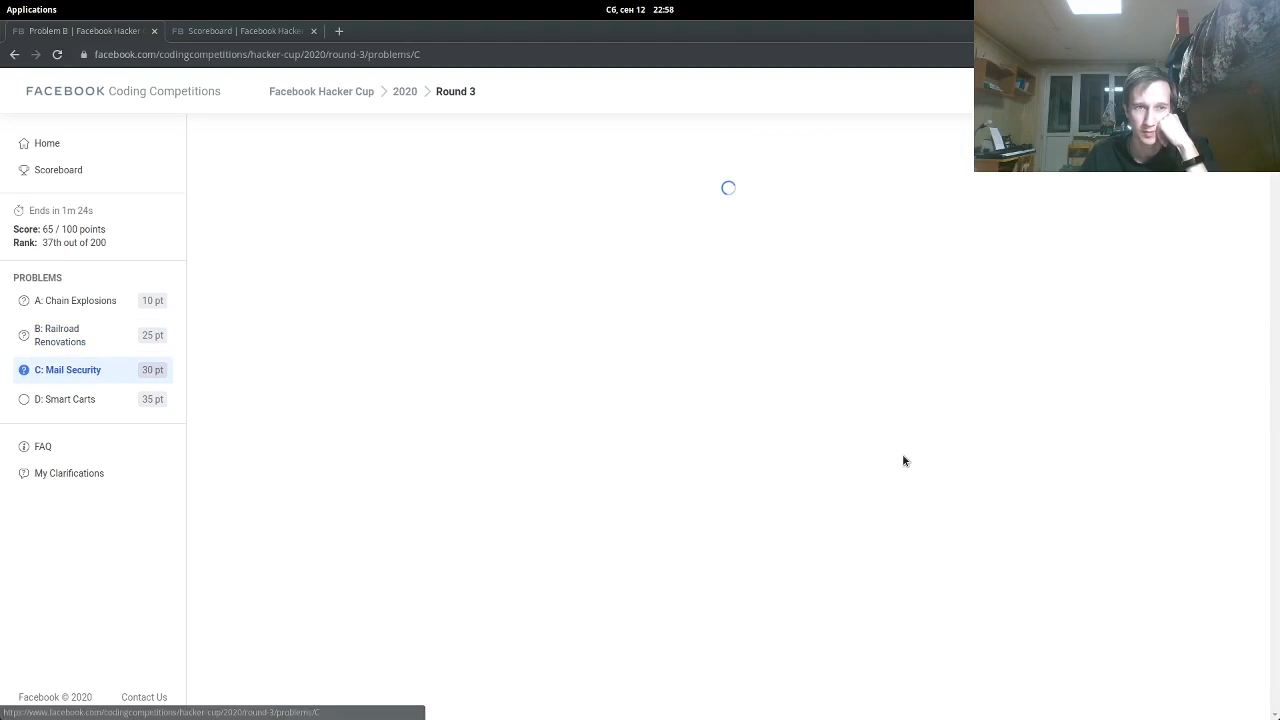 Applications
Сб, сен 12 22:58
FB Problem B | Facebook Hacker
FB Scoreboard | Facebook Hacke
facebook.com/codingcompetitions/hacker-cup/2020/round-3/problems/C
FACEBOOK Coding Competitions
Facebook Hacker Cup
2020
Round 3
Home
Scoreboard
Ends in 1m 24s
Score: 65 / 100 points
Rank: 37th out of 200
PROBLEMS
A: Chain Explosions
10 pt
B: Railroad
Renovations
25 pt
C: Mail Security
30 pt
D: Smart Carts
35 pt
FAQ
My Clarifications
Facebook © 2020
Contact Us
https://www.facebook.com/codingcompetitions/hacker-cup/2020/round-3/problems/C